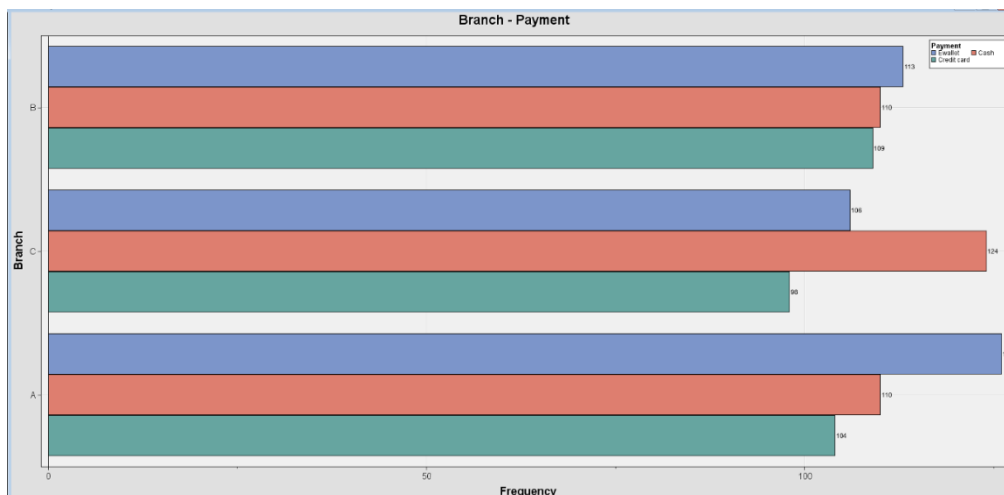 Branch - Payment
Payment
Ewallet Cash
Credit card
113
B
110
109
106
C
124
98
A
110
104
Branch
0 50 100
Frequency